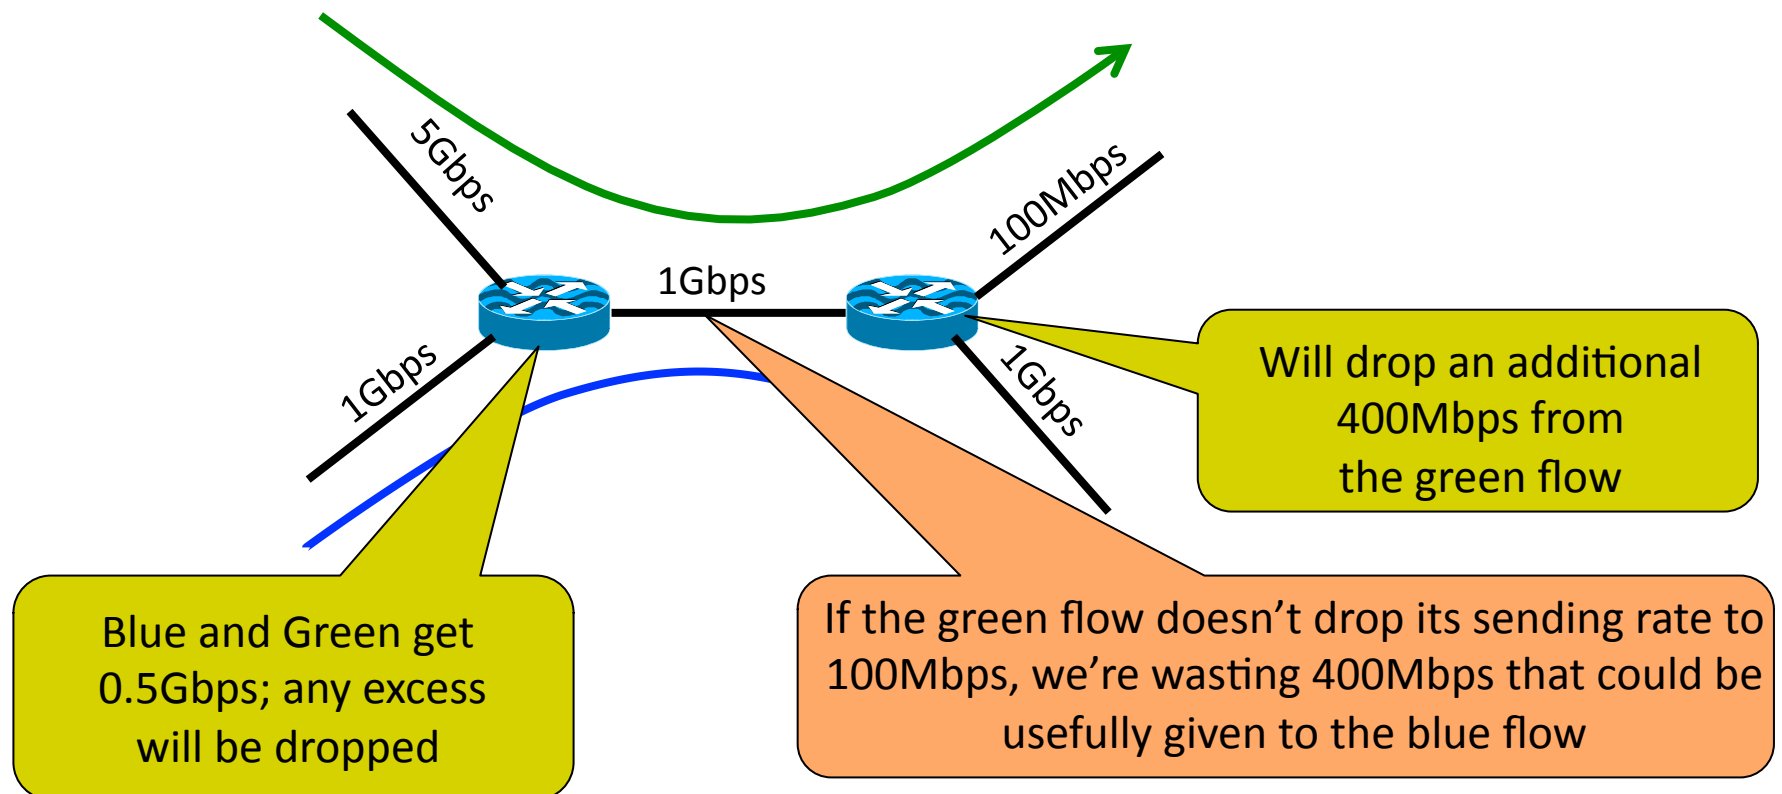 5Gbps
100Mbps
1Gbps
1Gbps
1Gbps
Will drop an additional
400Mbps from
the green flow
Blue and Green get
0.5Gbps; any excess
will be dropped
If the green flow doesn’t drop its sending rate to
100Mbps, we’re wasting 400Mbps that could be
usefully given to the blue flow